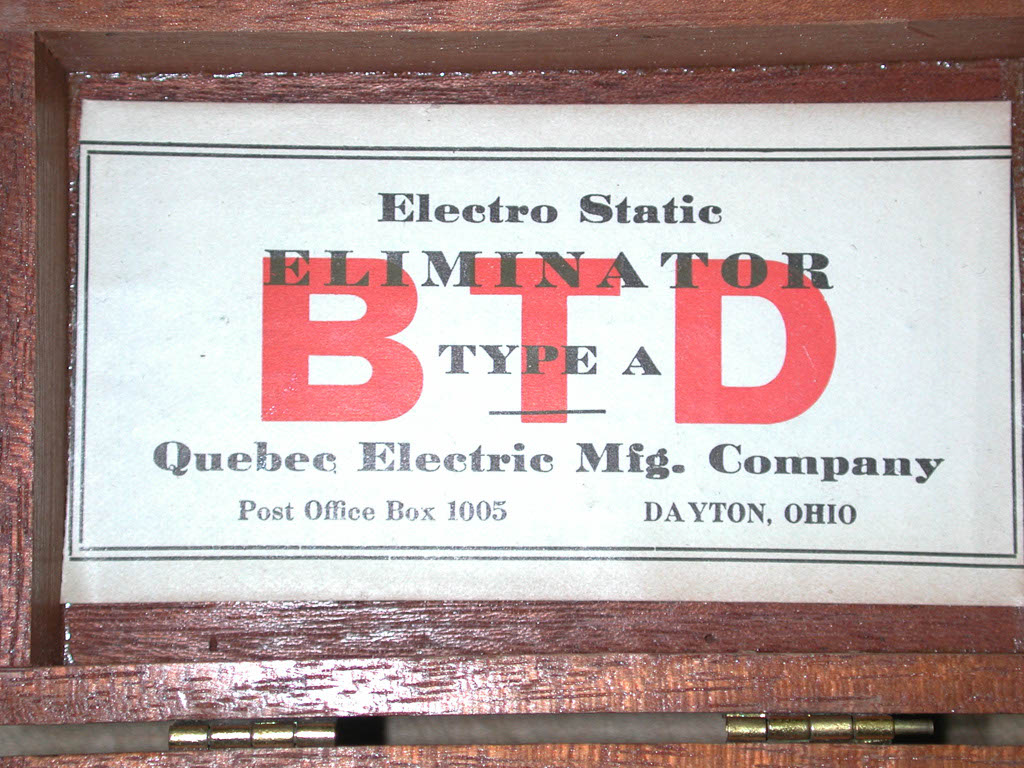 Electro Static
ELIMINATOR
BTD
TYPE A
Quebec Electric Mfg. Company
Post Office Box 1005 DAYTON, OHIO